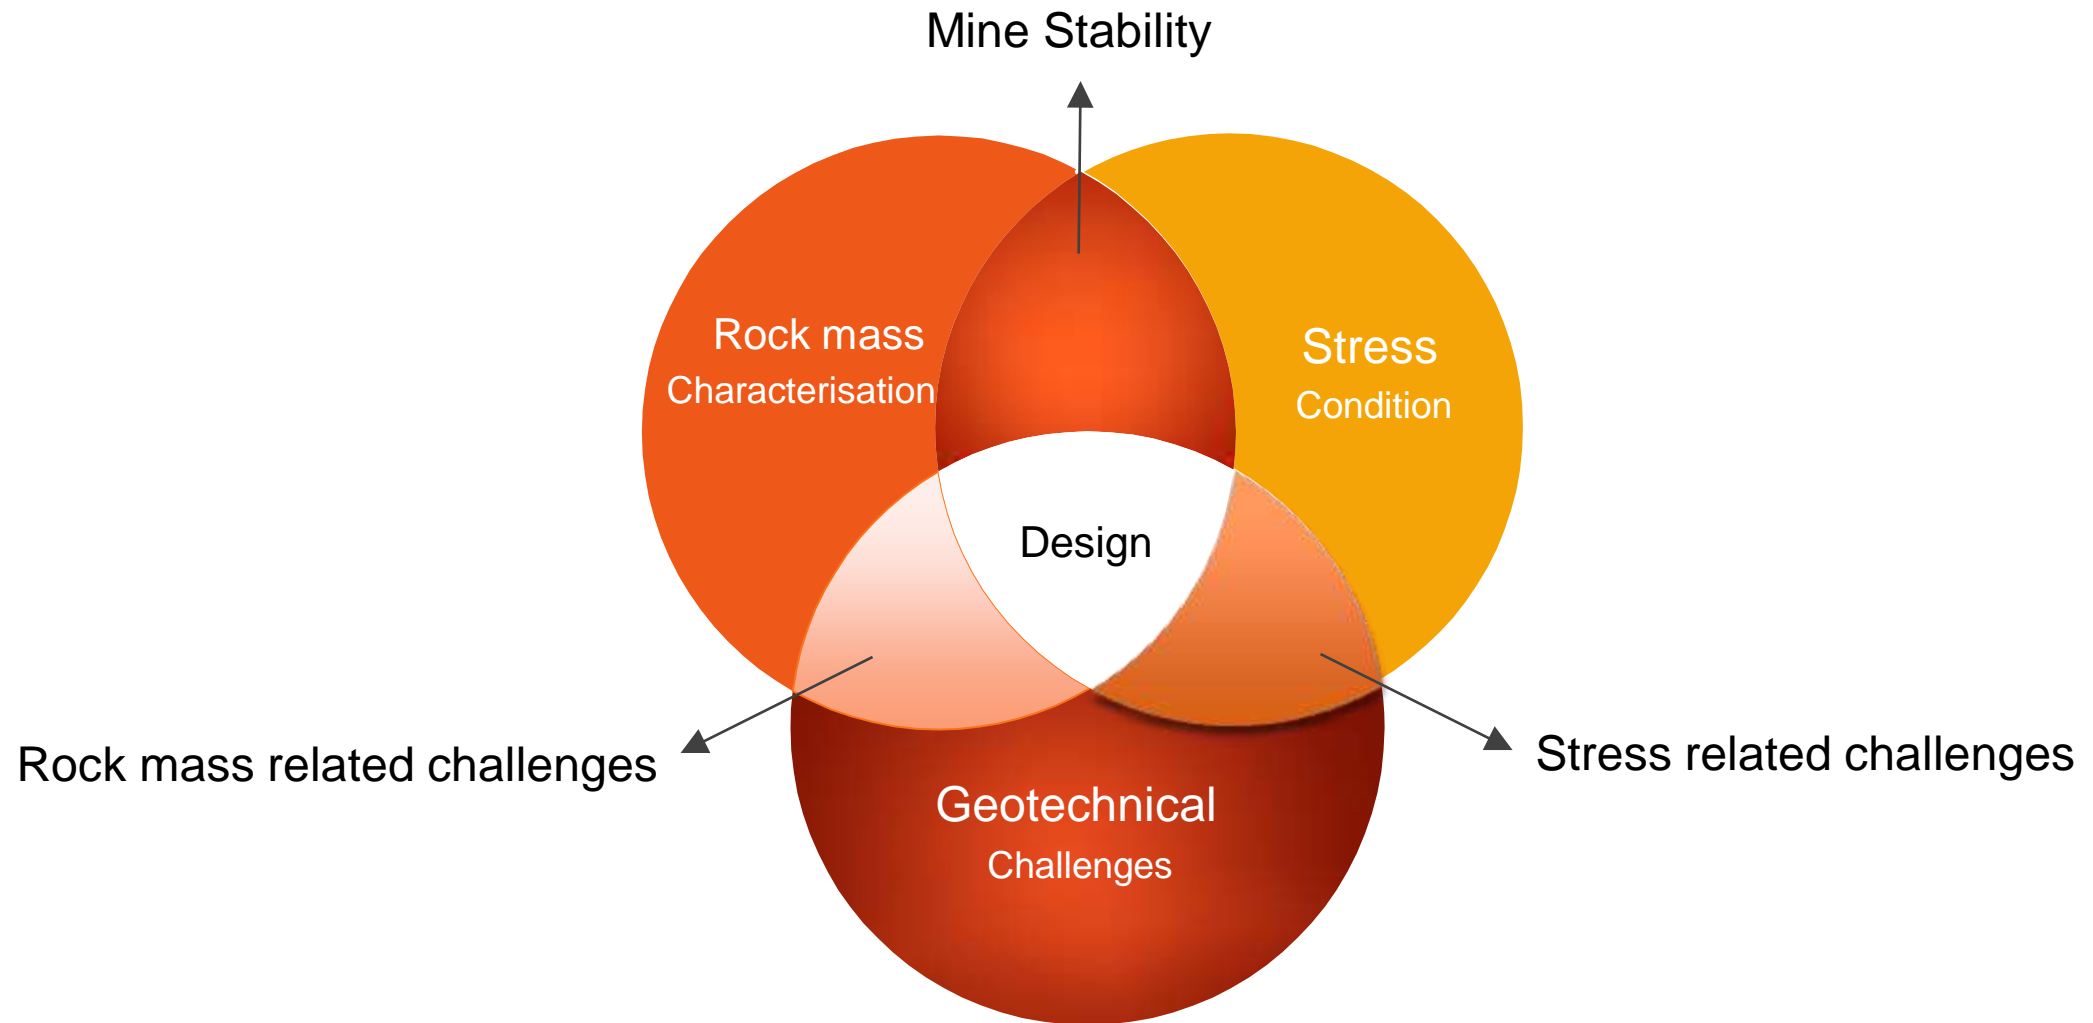 Mine Stability
Rock mass
Characterisation
Stress
Condition
Design
Rock mass related challenges
Stress related challenges
Geotechnical
Challenges